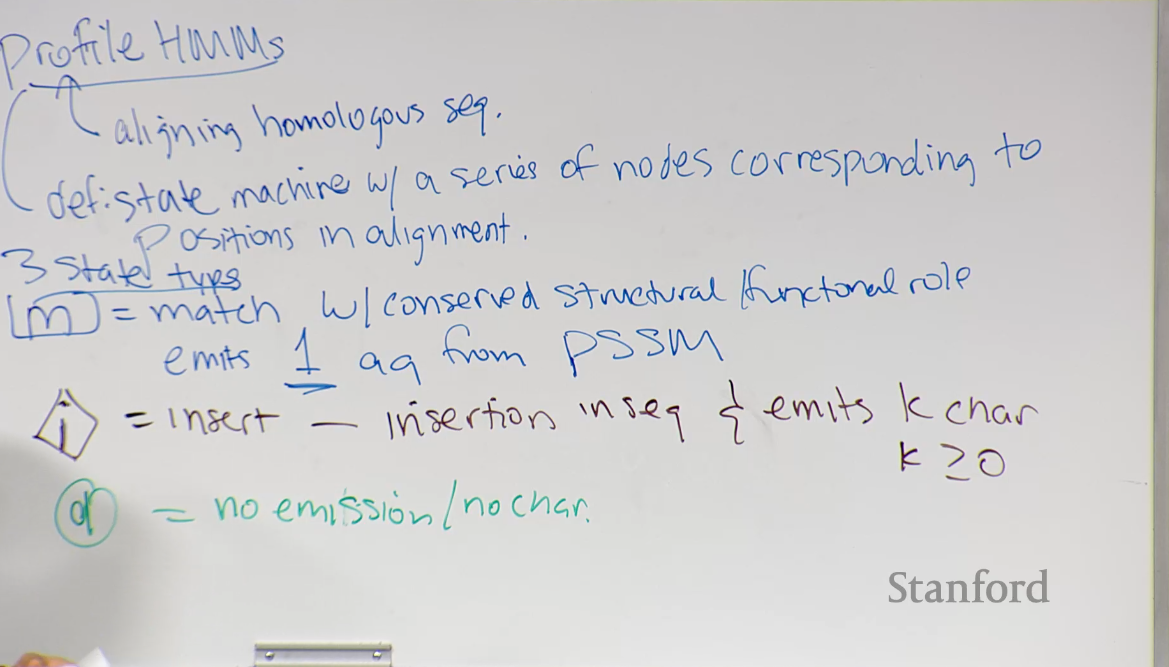 Profile HMMs
aligning homologous seq.
def: state machine w/ a series of nodes corresponding to
Positions in alignment.
3 state types
m = match w/ conserved structural/functonal role
emits 1 aa from PSSM
i = insert — insertion in seq & emits k char
k ≥ 0
d = no emission/no char.
Stanford